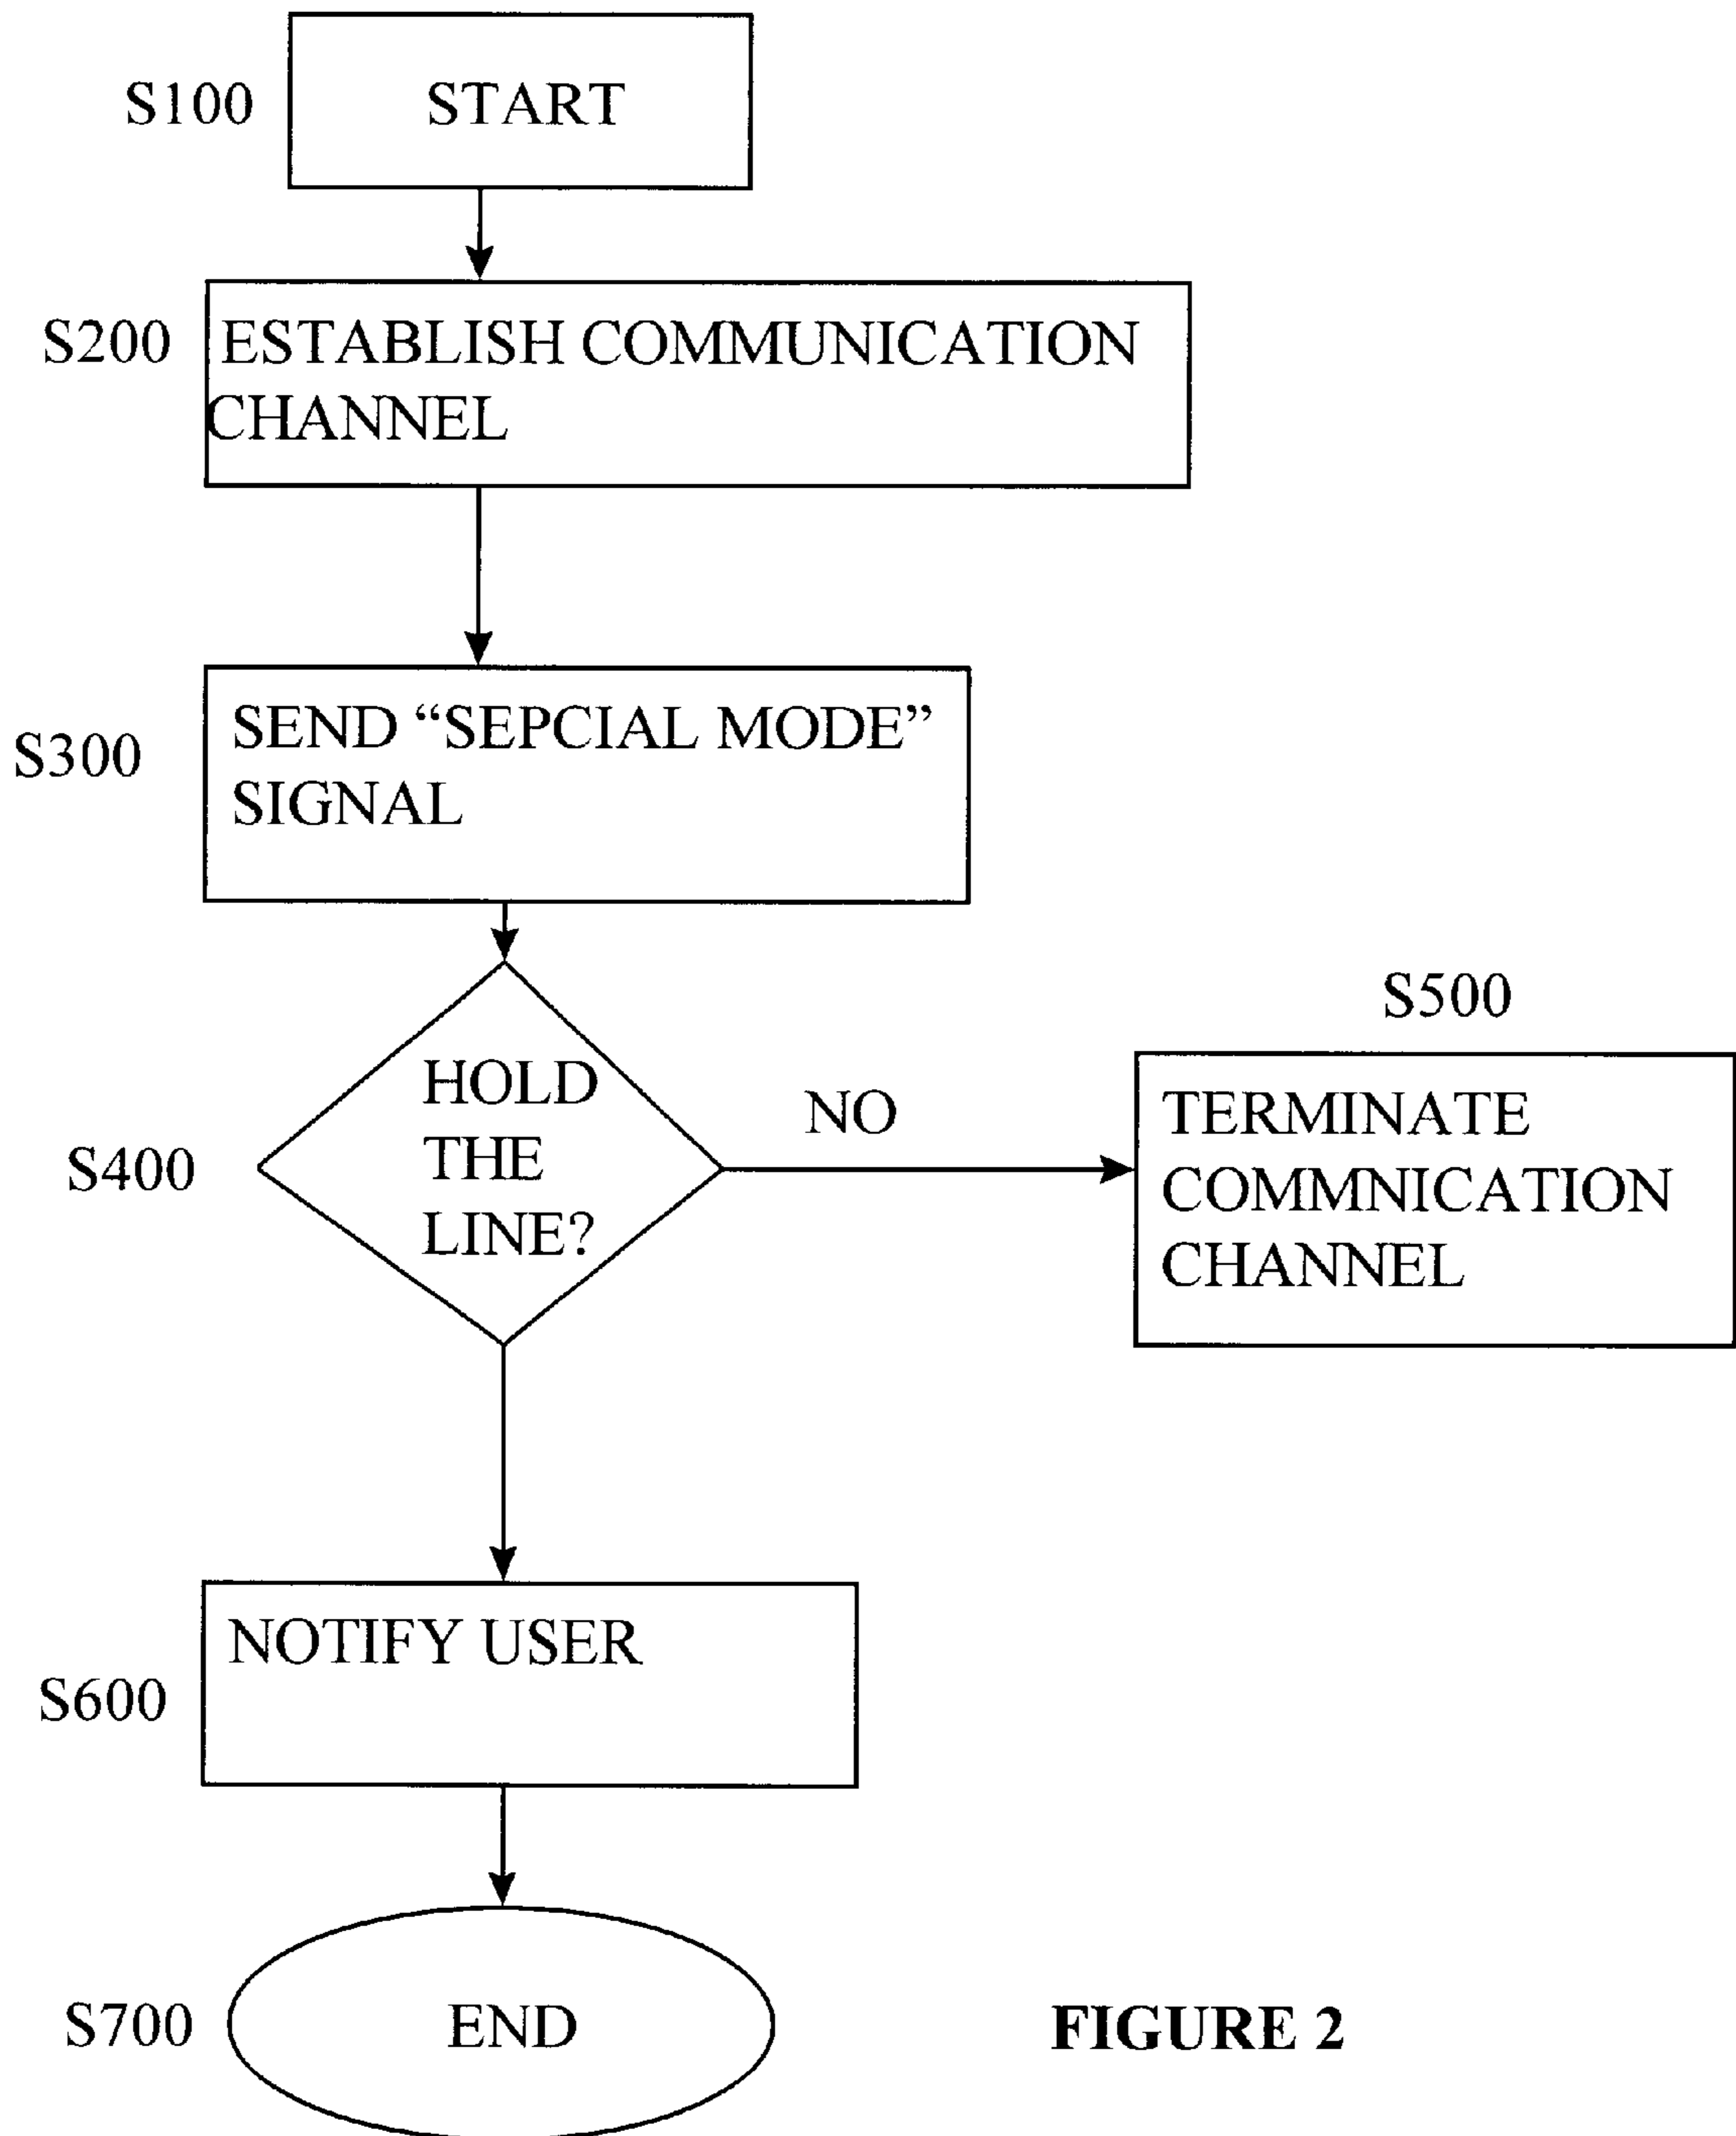 S100
START
S200
ESTABLISH COMMUNICATION
CHANNEL
S300
SEND “SEPCIAL MODE”
SIGNAL
S400
HOLD
THE
LINE?
NO
S500
TERMINATE
COMMNICATION
CHANNEL
S600
NOTIFY USER
S700
END
FIGURE 2